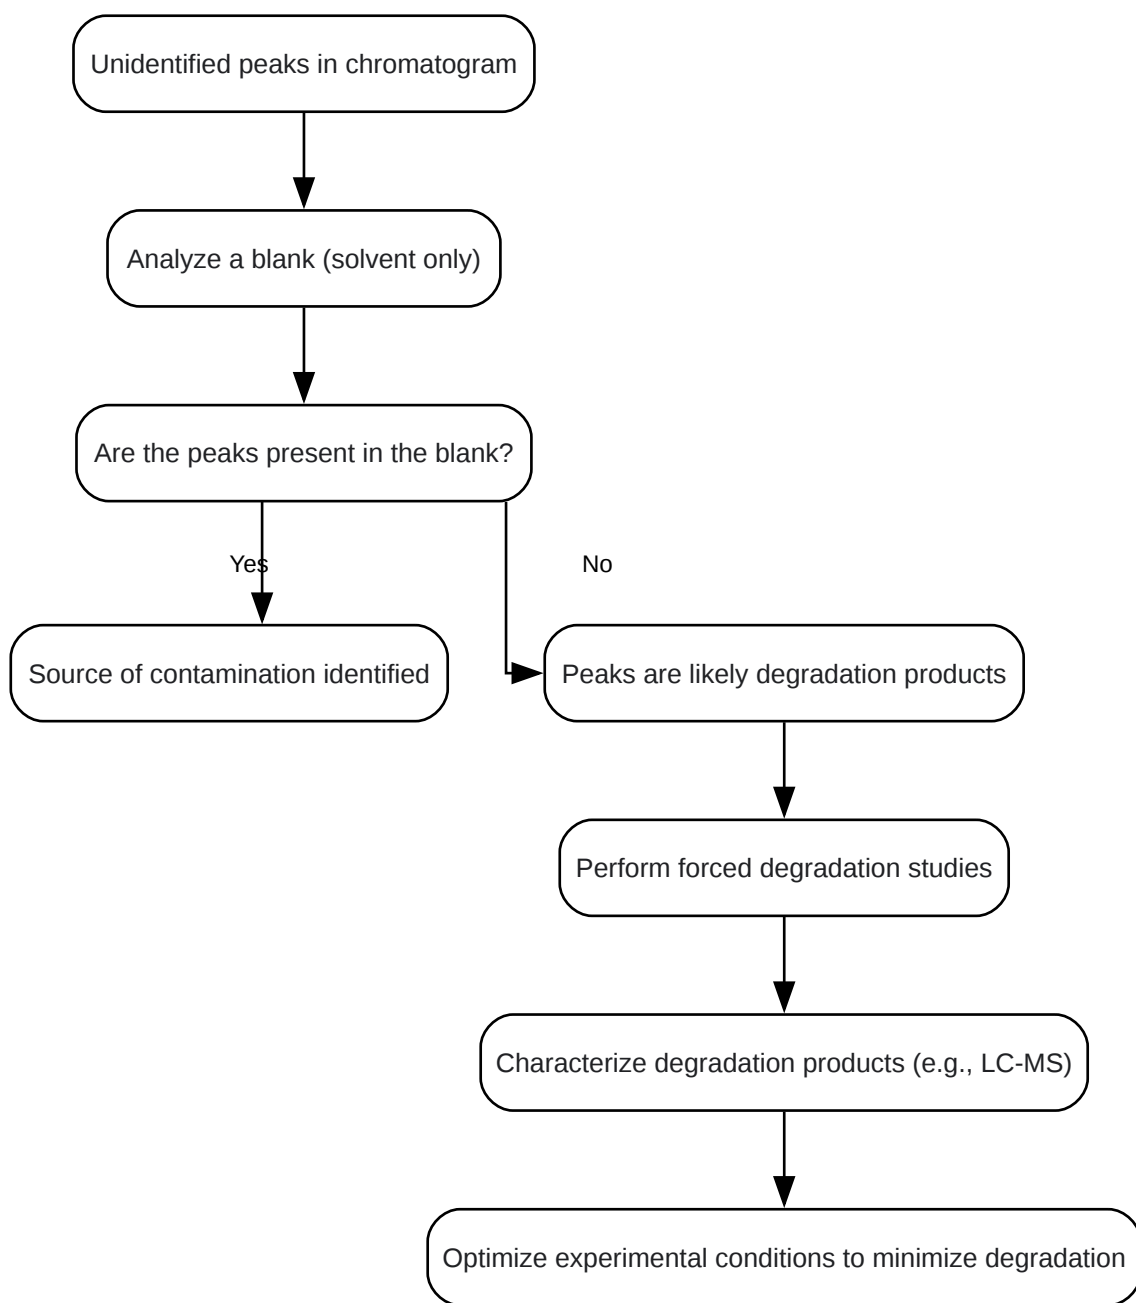 Unidentified peaks in chromatogram
Analyze a blank (solvent only)
Are the peaks present in the blank?
Yes
No
Source of contamination identified
Peaks are likely degradation products
Perform forced degradation studies
Characterize degradation products (e.g., LC-MS)
Optimize experimental conditions to minimize degradation